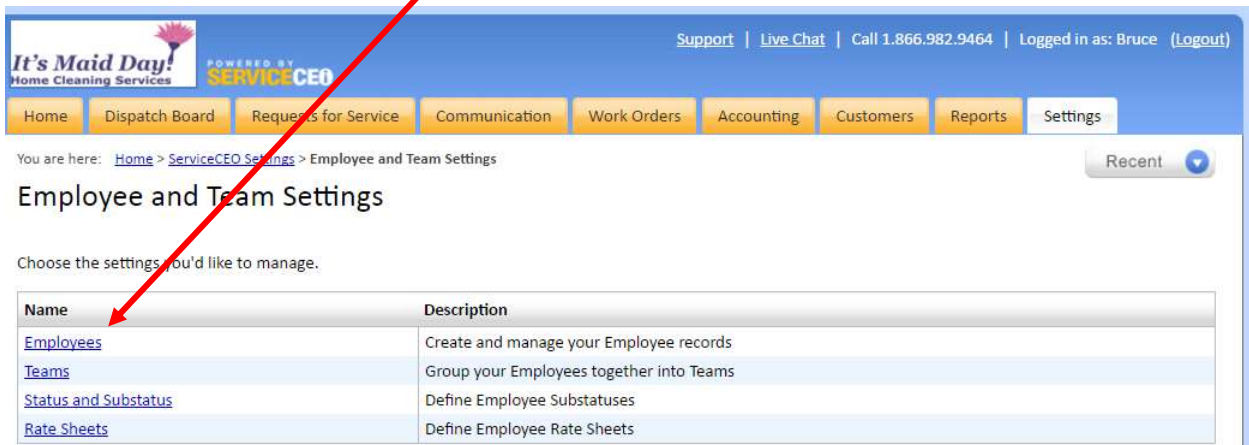 Support | Live Chat | Call 1.866.982.9464 | Logged in as: Bruce (Logout)
It's Maid Day!
Home Cleaning Services
POWERED BY
SERVICECEO
Home Dispatch Board Requests for Service Communication Work Orders Accounting Customers Reports Settings
You are here: Home > ServiceCEO Settings > Employee and Team Settings
Recent
Employee and Team Settings
Choose the settings you'd like to manage.
Name Description
Employees Create and manage your Employee records
Teams Group your Employees together into Teams
Status and Substatus Define Employee Substatuses
Rate Sheets Define Employee Rate Sheets